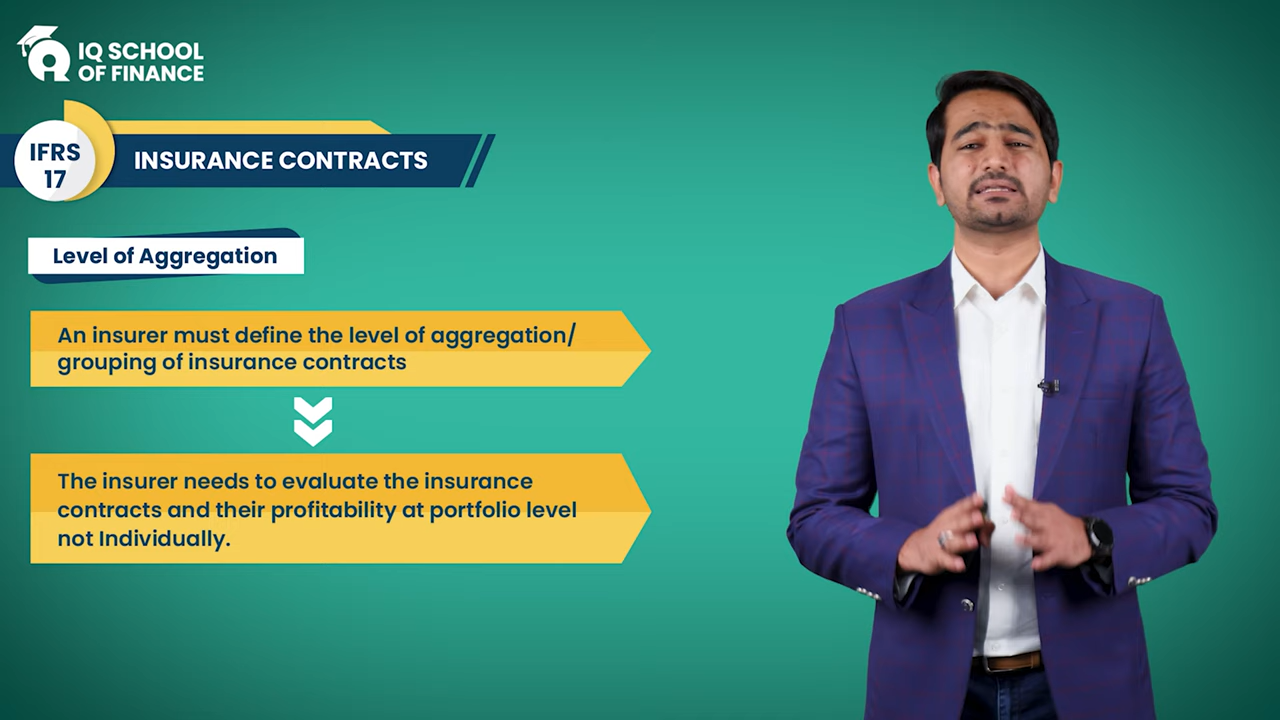 IQ SCHOOL
OF FINANCE
IFRS
17
INSURANCE CONTRACTS
Level of Aggregation
An insurer must define the level of aggregation/
grouping of insurance contracts
The insurer needs to evaluate the insurance
contracts and their profitability at portfolio level
not Individually.